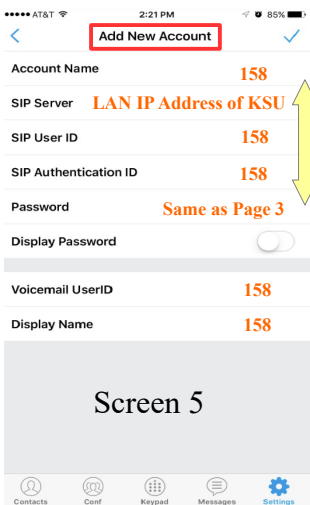 AT&T 2:21 PM 85%
Add New Account
Account Name 158
SIP Server LAN IP Address of KSU
SIP User ID 158
SIP Authentication ID 158
Password Same as Page 3
Display Password
Voicemail UserID 158
Display Name 158
Screen 5
Contacts Conf Keypad Messages Settings